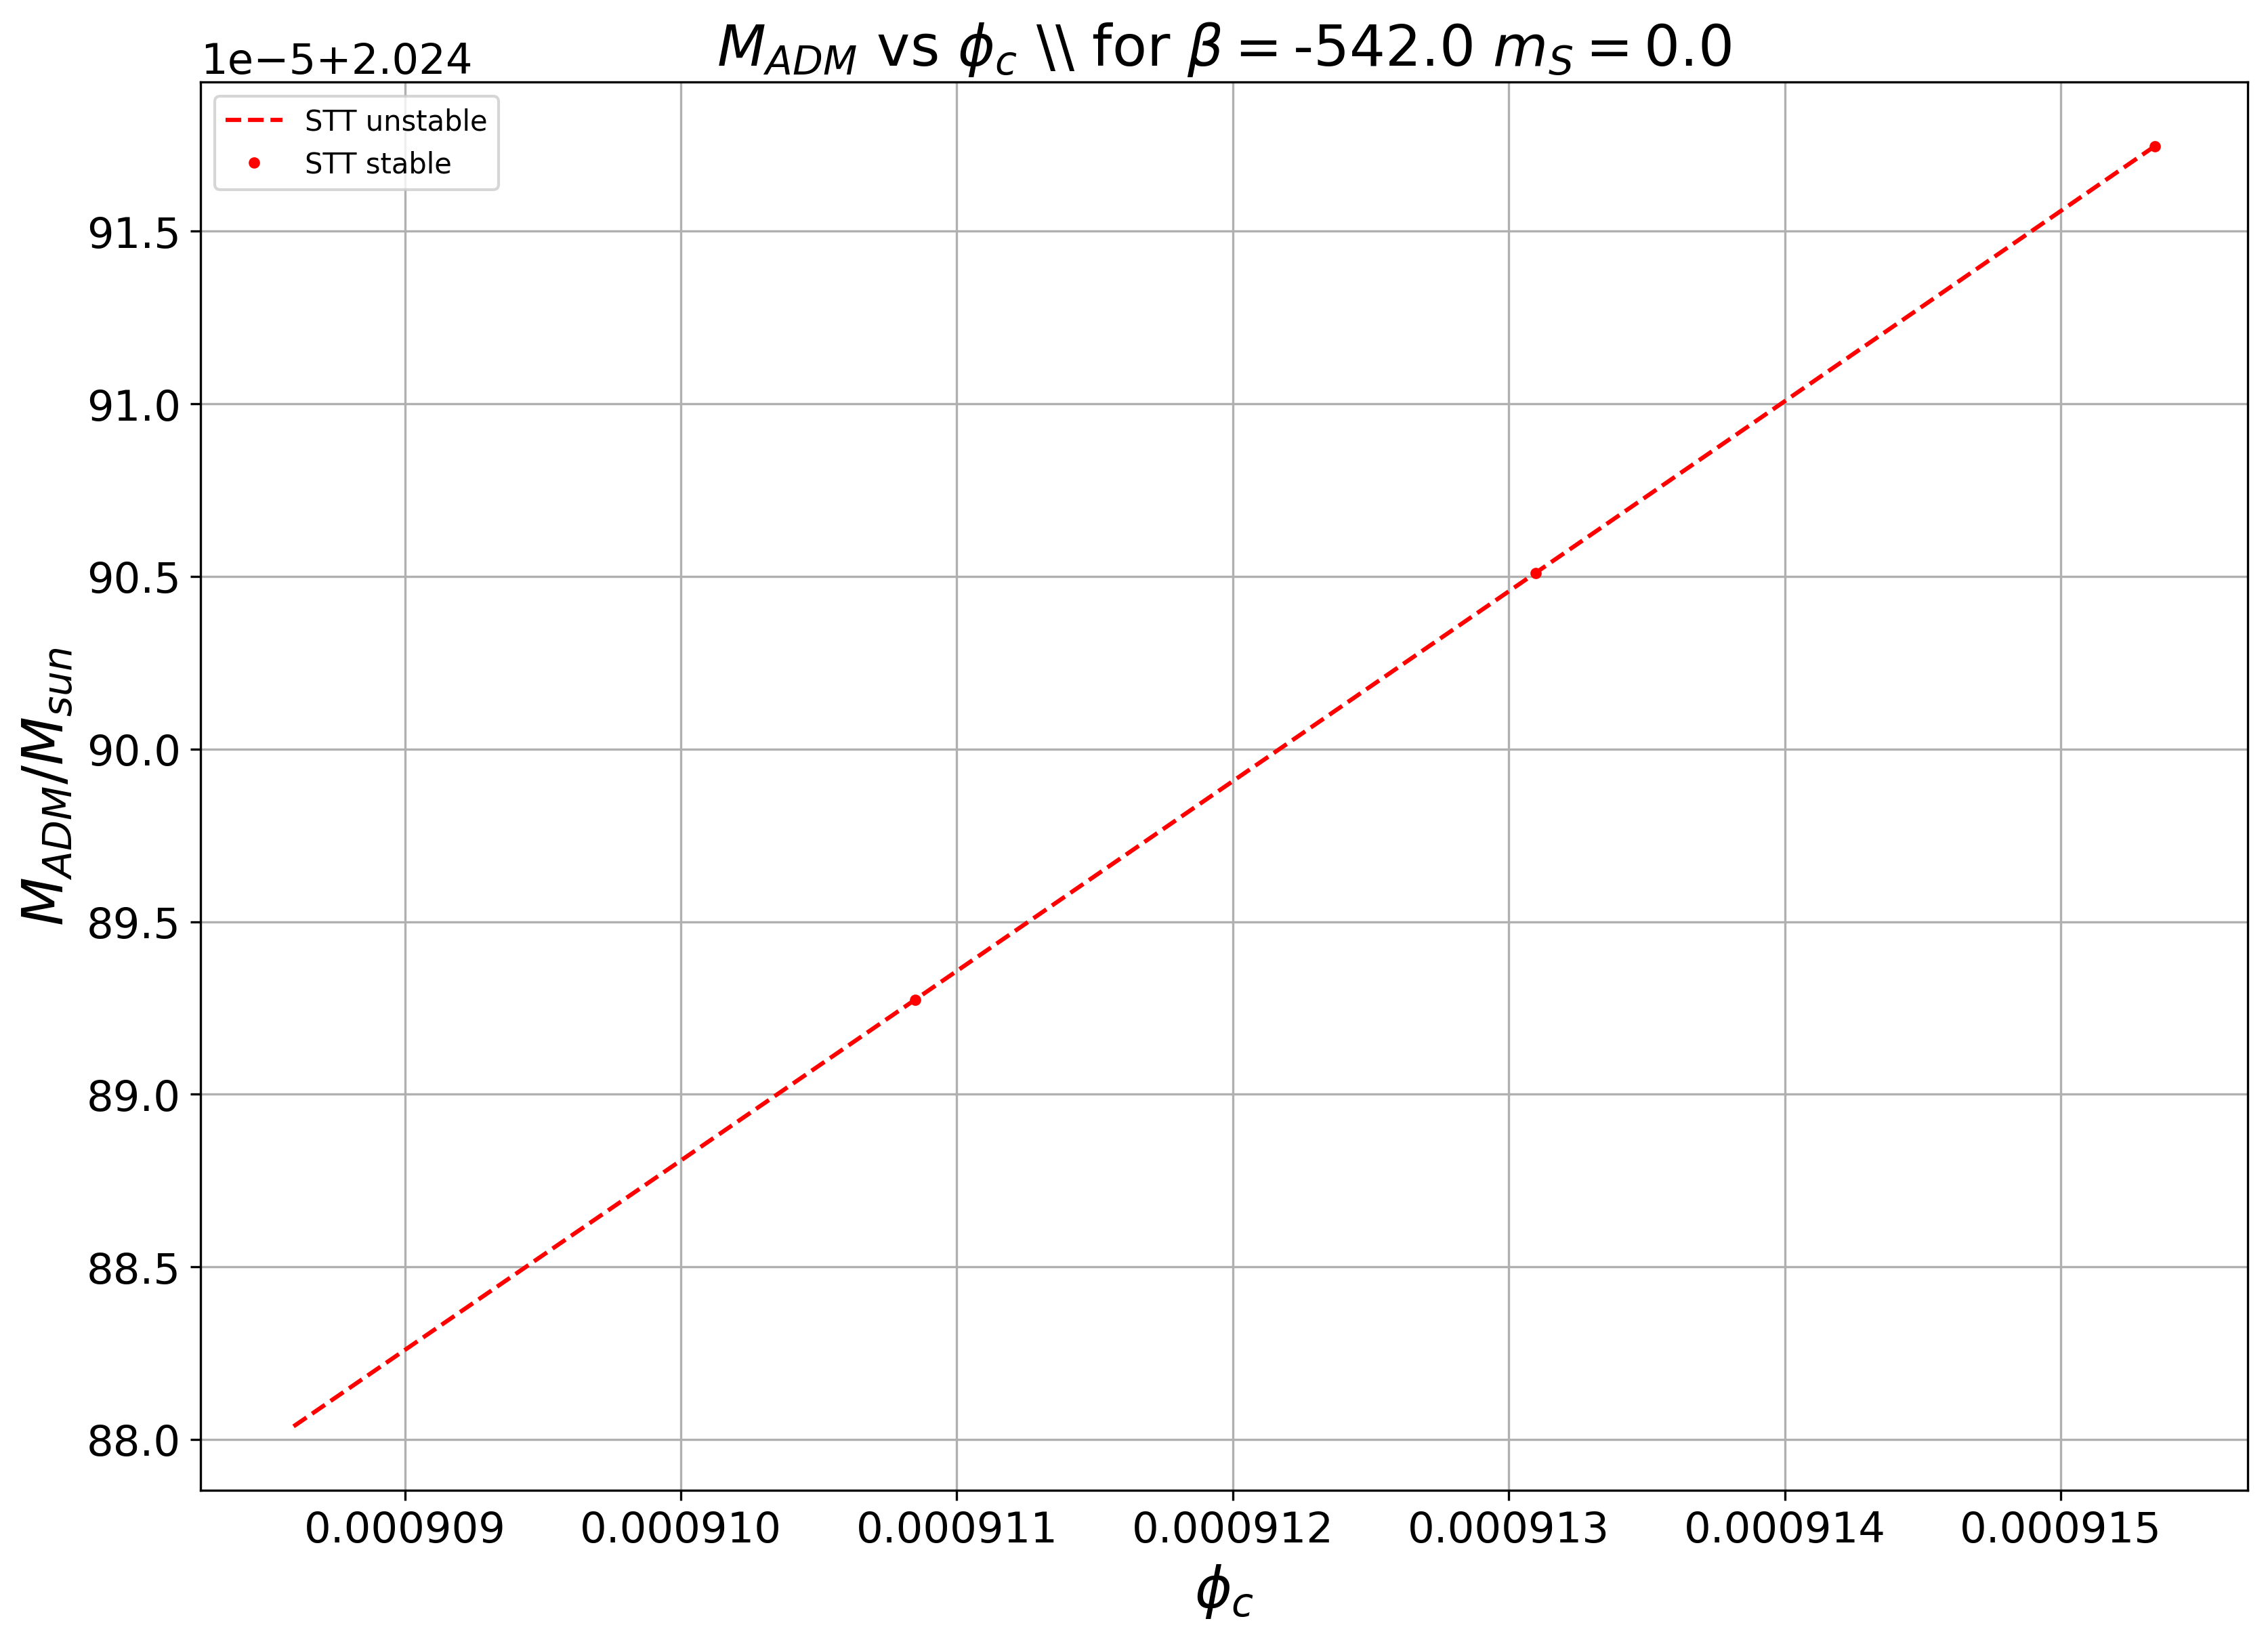 M_ADM vs ϕ_c \\ for β = -542.0 m_S = 0.0
1e−5+2.024
STT unstable
STT stable
91.5
91.0
90.5
90.0
89.5
89.0
88.5
88.0
M_ADM/M_sun
0.000909 0.000910 0.000911 0.000912 0.000913 0.000914 0.000915
ϕ_c